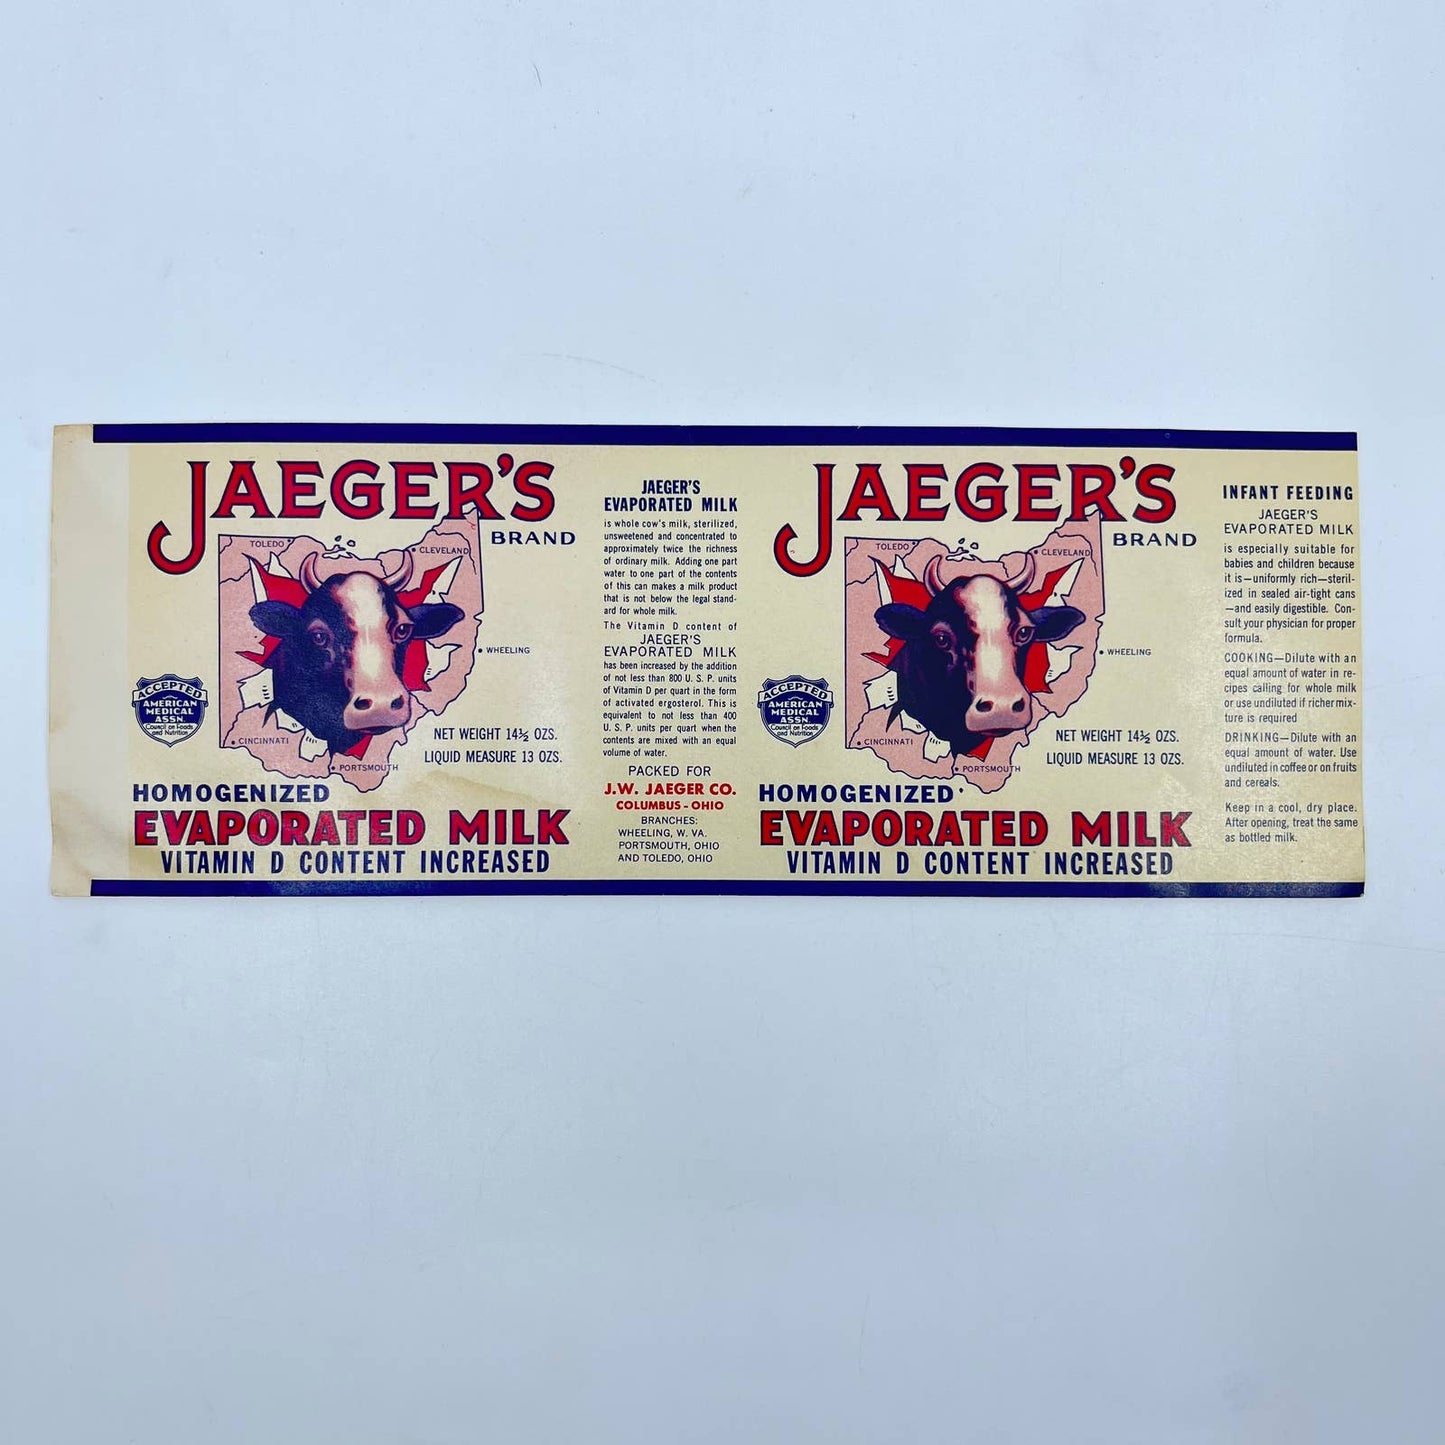 JAEGER'S
BRAND
TOLEDO
CLEVELAND
WHEELING
CINCINNATI
PORTSMOUTH
ACCEPTED
AMERICAN
MEDICAL
ASSN.
Council on Foods
and Nutrition
NET WEIGHT 14½ OZS.
LIQUID MEASURE 13 OZS.
HOMOGENIZED
EVAPORATED MILK
VITAMIN D CONTENT INCREASED
JAEGER'S
EVAPORATED MILK
is whole cow's milk, sterilized,
unsweetened and concentrated to
approximately twice the richness
of ordinary milk. Adding one part
water to one part of the contents
of this can makes a milk product
that is not below the legal stand-
ard for whole milk.
The Vitamin D content of
JAEGER'S
EVAPORATED MILK
has been increased by the addition
of not less than 800 U. S. P. units
of Vitamin D per quart in the form
of activated ergosterol. This is
equivalent to not less than 400
U. S. P. units per quart when the
contents are mixed with an equal
volume of water.
PACKED FOR
J.W. JAEGER CO.
COLUMBUS - OHIO
BRANCHES:
WHEELING, W. VA.
PORTSMOUTH, OHIO
AND TOLEDO, OHIO
JAEGER'S
BRAND
TOLEDO
CLEVELAND
WHEELING
CINCINNATI
PORTSMOUTH
ACCEPTED
AMERICAN
MEDICAL
ASSN.
Council on Foods
and Nutrition
NET WEIGHT 14½ OZS.
LIQUID MEASURE 13 OZS.
HOMOGENIZED
EVAPORATED MILK
VITAMIN D CONTENT INCREASED
INFANT FEEDING
JAEGER'S
EVAPORATED MILK
is especially suitable for
babies and children because
it is—uniformly rich—steril-
ized in sealed air-tight cans
—and easily digestible. Con-
sult your physician for proper
formula.
COOKING—Dilute with an
equal amount of water in re-
cipes calling for whole milk
or use undiluted if richer mix-
ture is required
DRINKING—Dilute with an
equal amount of water. Use
undiluted in coffee or on fruits
and cereals.
Keep in a cool, dry place.
After opening, treat the same
as bottled milk.